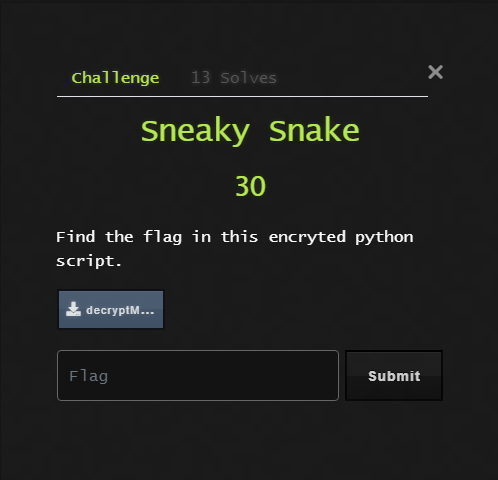 Challenge 13 Solves ×
Sneaky Snake
30
Find the flag in this encryted python
script.
decryptM...
Flag Submit